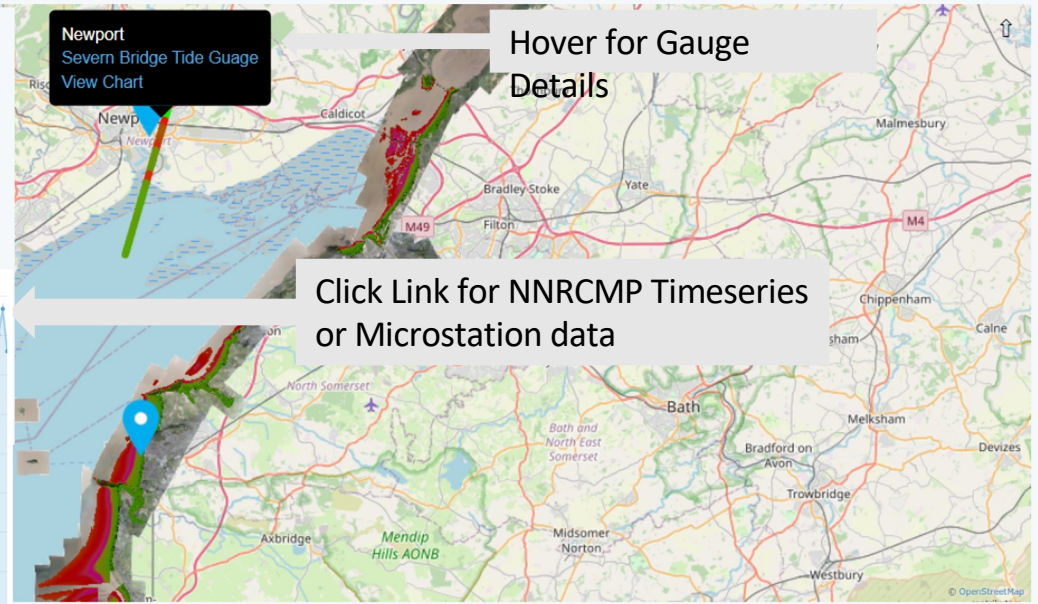 Newport
Severn Bridge Tide Guage
View Chart
Hover for Gauge
Details
Caldicot
Newport
Malmesbury
Bradley Stoke
Yate
M49
Filton
M4
Click Link for NNRCMP Timeseries
or Microstation data
Chippenham
Calne
North Somerset
Bath
Melksham
Bath and
North East
Somerset
Bradford on
Avon
Devizes
Trowbridge
Axbridge
Mendip
Hills AONB
Midsomer
Norton
Westbury
© OpenStreetMap